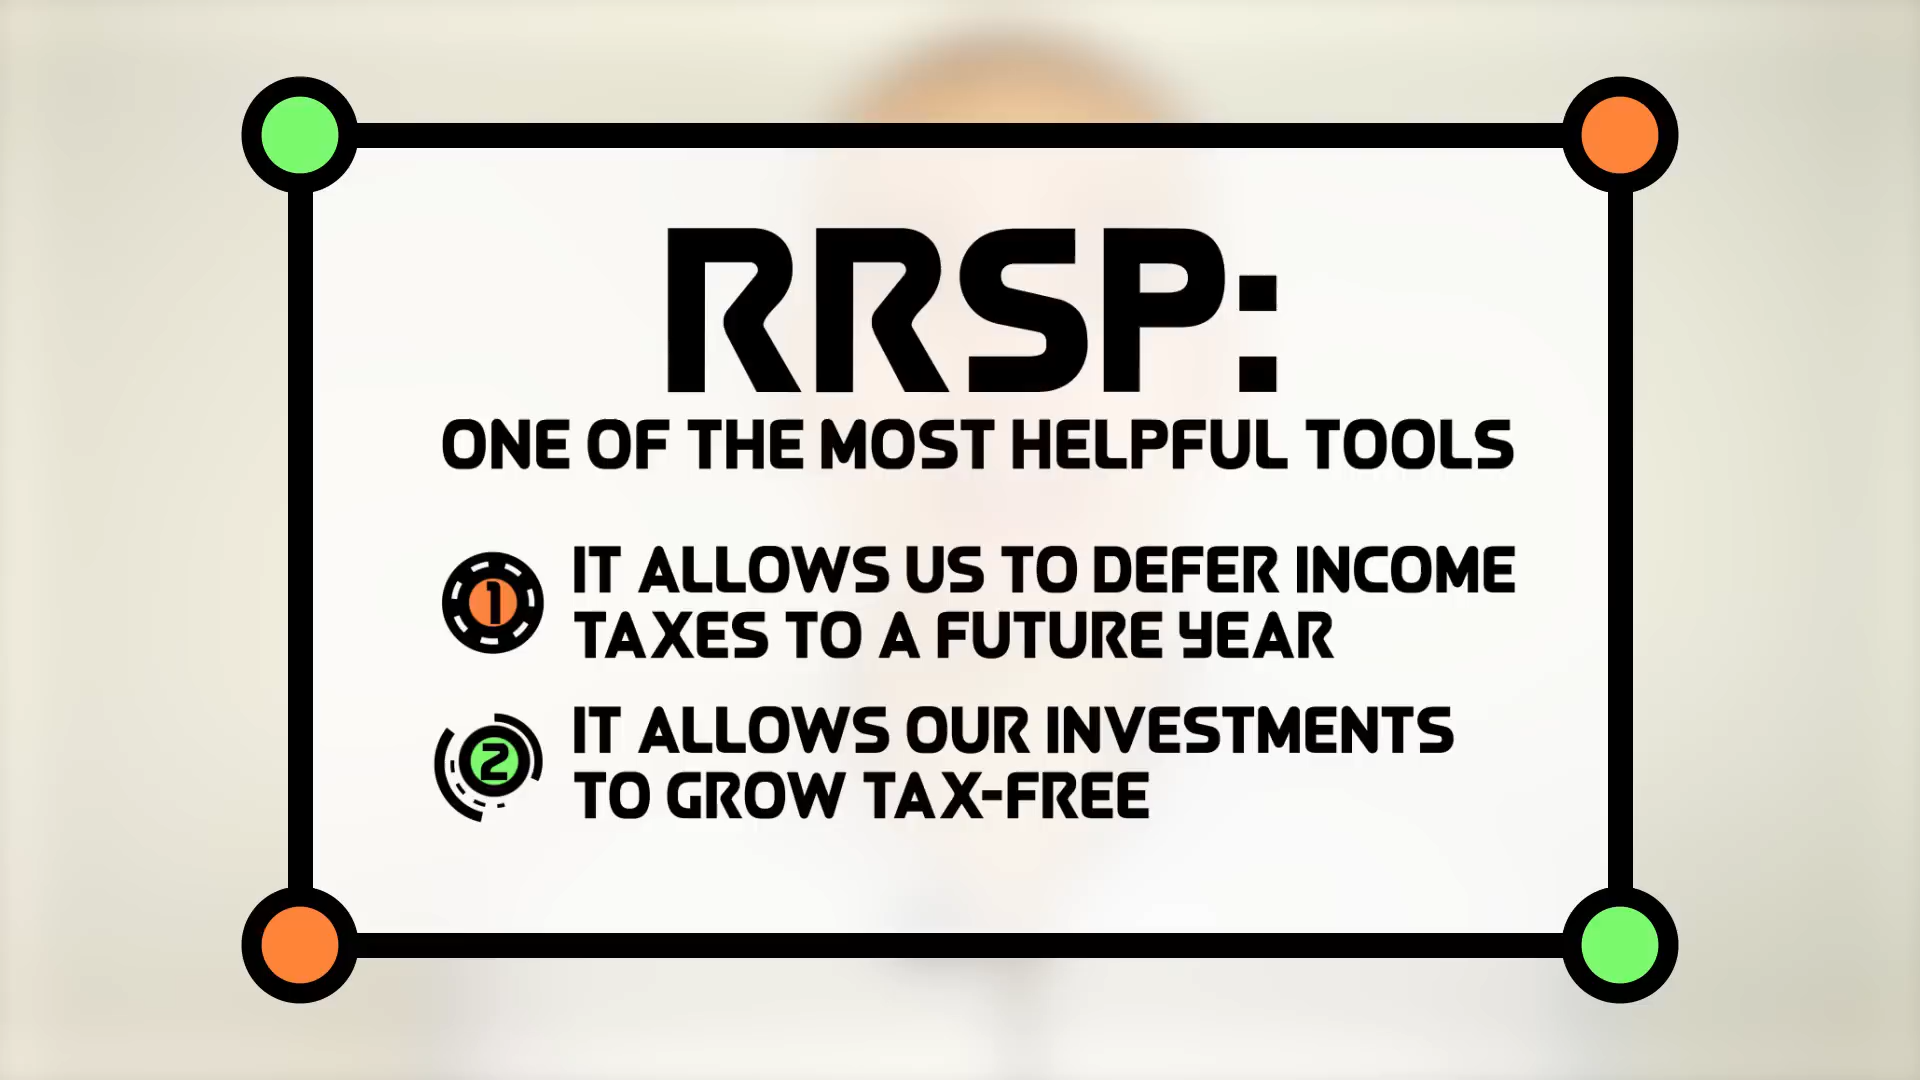 RRSP:
ONE OF THE MOST HELPFUL TOOLS
1
IT ALLOWS US TO DEFER INCOME
TAXES TO A FUTURE YEAR
2
IT ALLOWS OUR INVESTMENTS
TO GROW TAX-FREE